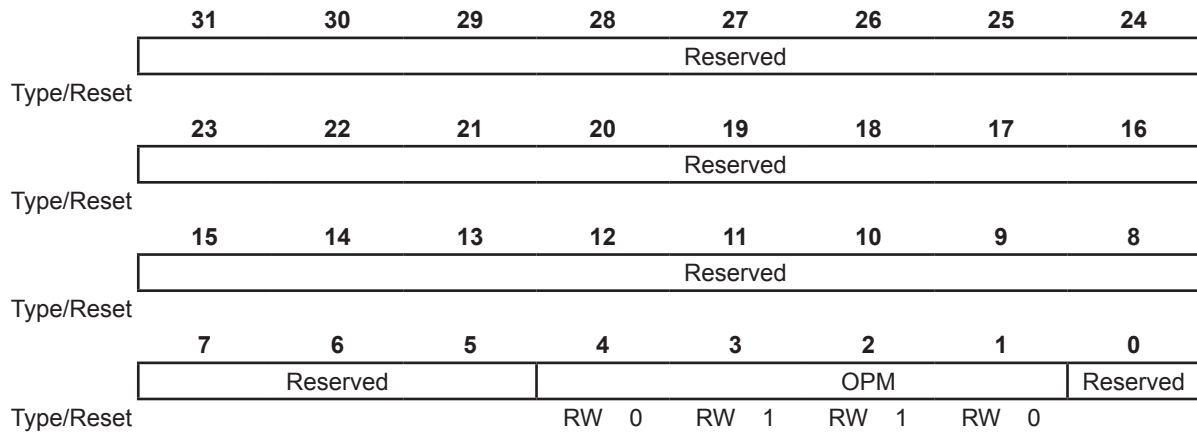 31 30 29 28 27 26 25 24
Reserved
Type/Reset
23 22 21 20 19 18 17 16
Reserved
Type/Reset
15 14 13 12 11 10 9 8
Reserved
Type/Reset
7 6 5 4 3 2 1 0
Reserved OPM Reserved
Type/Reset RW 0 RW 1 RW 1 RW 0